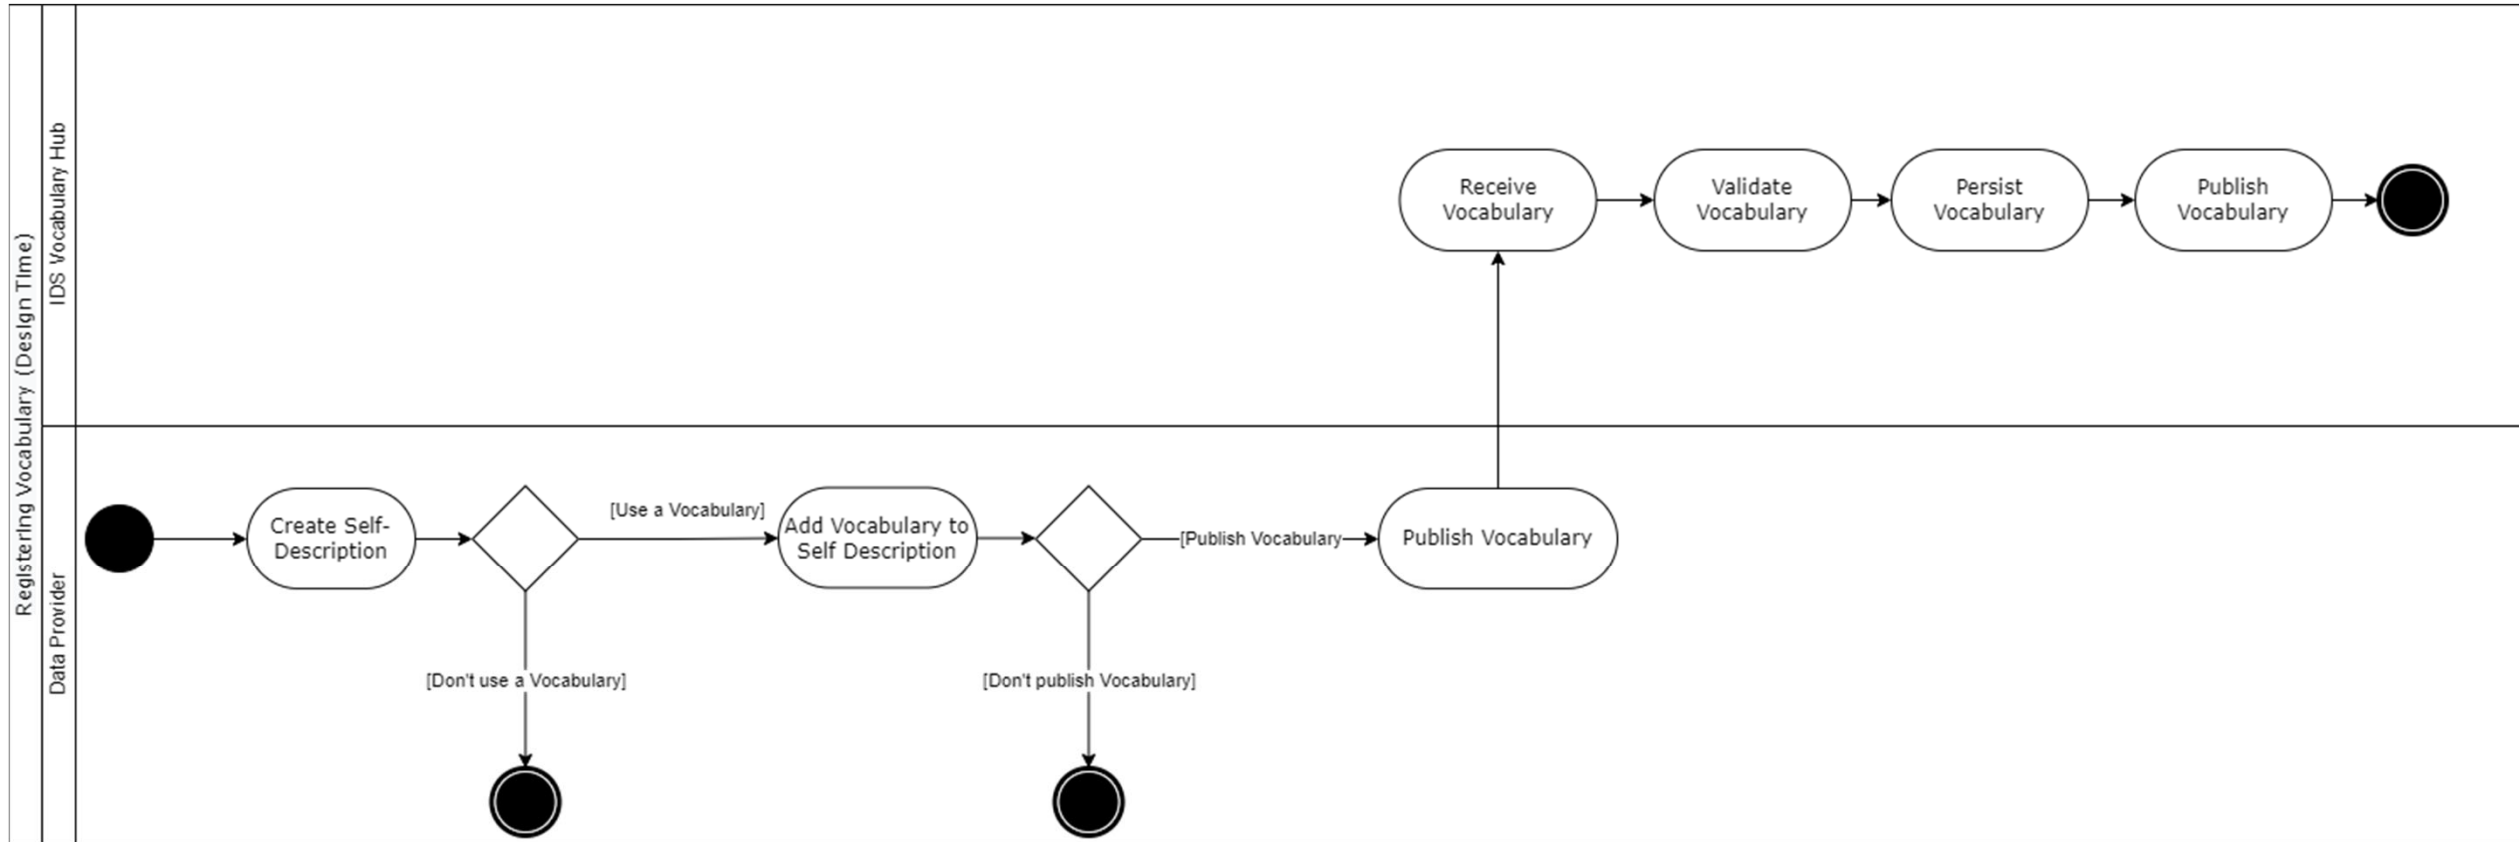 Registering Vocabulary (Design Time)
IDS Vocabulary Hub
Receive
Vocabulary
Validate
Vocabulary
Persist
Vocabulary
Publish
Vocabulary
Data Provider
Create Self-
Description
[Use a Vocabulary]
[Don't use a Vocabulary]
Add Vocabulary to
Self Description
[Publish Vocabulary
[Don't publish Vocabulary]
Publish Vocabulary